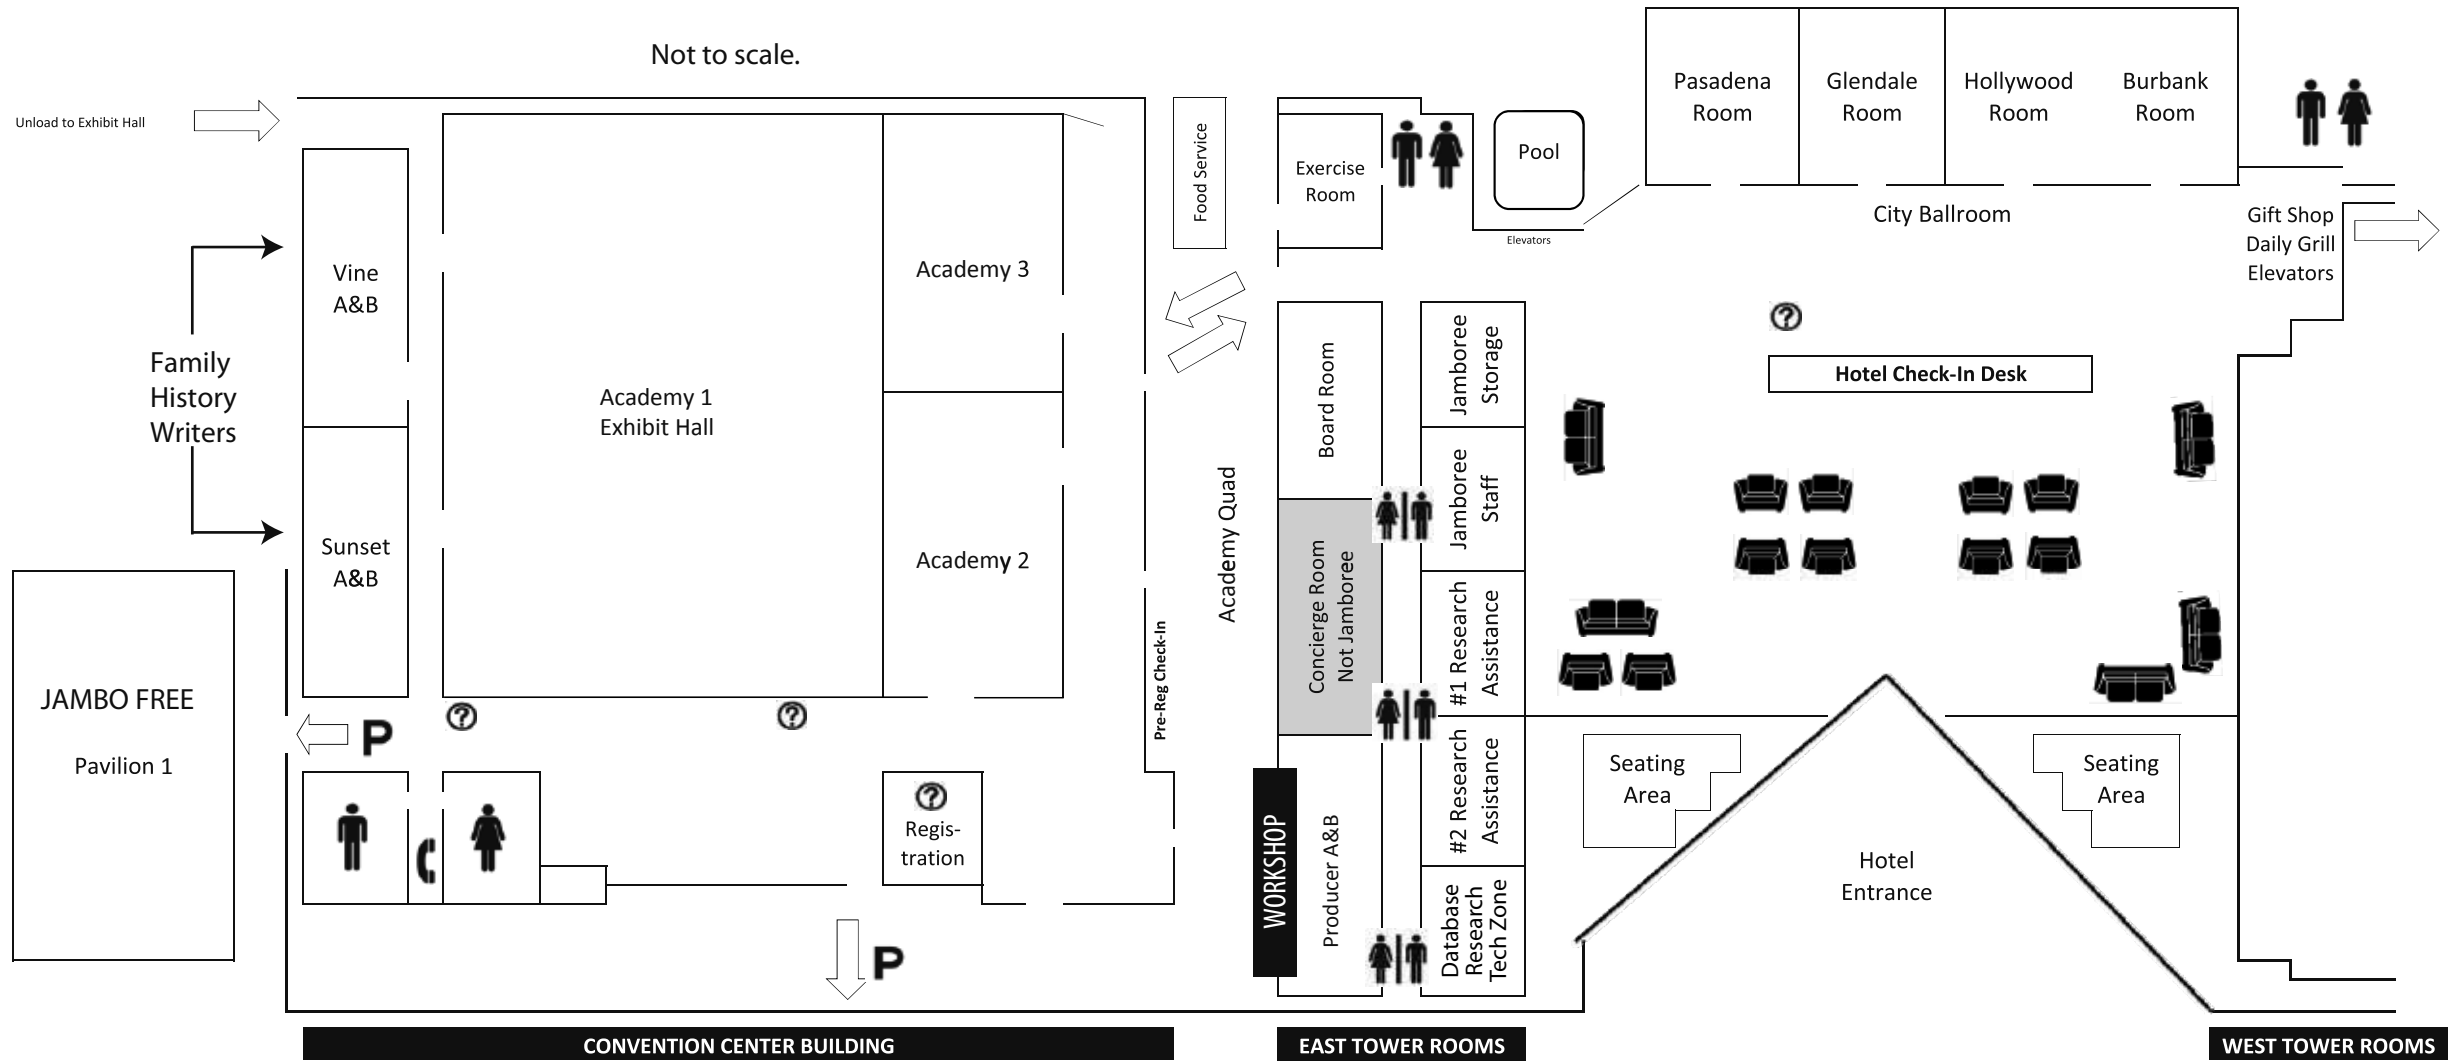 Not to scale.
Unload to Exhibit Hall
Family
History
Writers
Vine
A&B
Sunset
A&B
JAMBO FREE
Pavilion 1
P
Academy 1
Exhibit Hall
Academy 3
Academy 2
?
?
?
Regis-
tration
P
Pre-Reg Check-In
Food Service
Academy Quad
Exercise
Room
Board Room
Concierge Room
Not Jamboree
WORKSHOP
Producer A&B
Jamboree
Storage
Jamboree
Staff
#1 Research
Assistance
#2 Research
Assistance
Database
Research
Tech Zone
Pool
Elevators
Pasadena
Room
Glendale
Room
Hollywood
Room
Burbank
Room
City Ballroom
Gift Shop
Daily Grill
Elevators
?
Hotel Check-In Desk
Seating
Area
Seating
Area
Hotel
Entrance
CONVENTION CENTER BUILDING
EAST TOWER ROOMS
WEST TOWER ROOMS